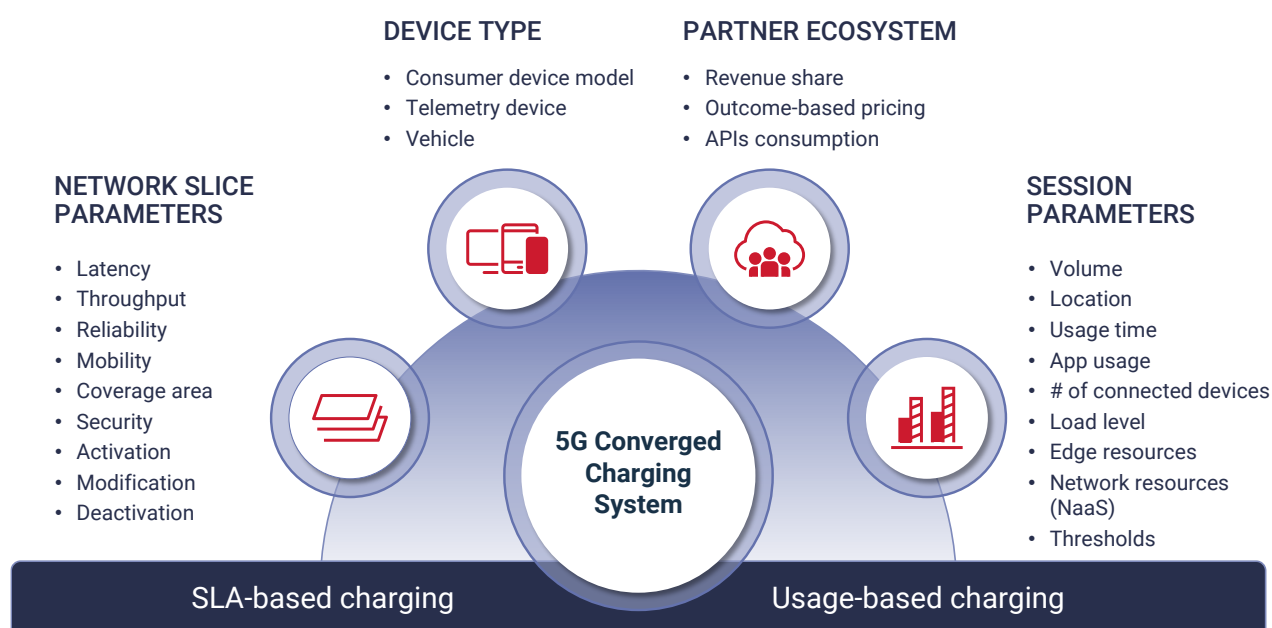 DEVICE TYPE
• Consumer device model
• Telemetry device
• Vehicle
PARTNER ECOSYSTEM
• Revenue share
• Outcome-based pricing
• APIs consumption
NETWORK SLICE
PARAMETERS
• Latency
• Throughput
• Reliability
• Mobility
• Coverage area
• Security
• Activation
• Modification
• Deactivation
SESSION
PARAMETERS
• Volume
• Location
• Usage time
• App usage
• # of connected devices
• Load level
• Edge resources
• Network resources
(NaaS)
• Thresholds
5G Converged
Charging
System
SLA-based charging
Usage-based charging